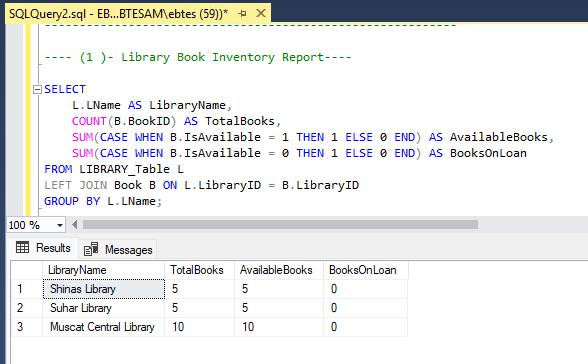 SQLQuery2.sql - EB...BTESAM\ebtes (59))*
---- (1 )- Library Book Inventory Report----
SELECT
L.LName AS LibraryName,
COUNT(B.BookID) AS TotalBooks,
SUM(CASE WHEN B.IsAvailable = 1 THEN 1 ELSE 0 END) AS AvailableBooks,
SUM(CASE WHEN B.IsAvailable = 0 THEN 1 ELSE 0 END) AS BooksOnLoan
FROM LIBRARY_Table L
LEFT JOIN Book B ON L.LibraryID = B.LibraryID
GROUP BY L.LName;
100 %
Results Messages
LibraryName TotalBooks AvailableBooks BooksOnLoan
1 Shinas Library 5 5 0
2 Suhar Library 5 5 0
3 Muscat Central Library 10 10 0